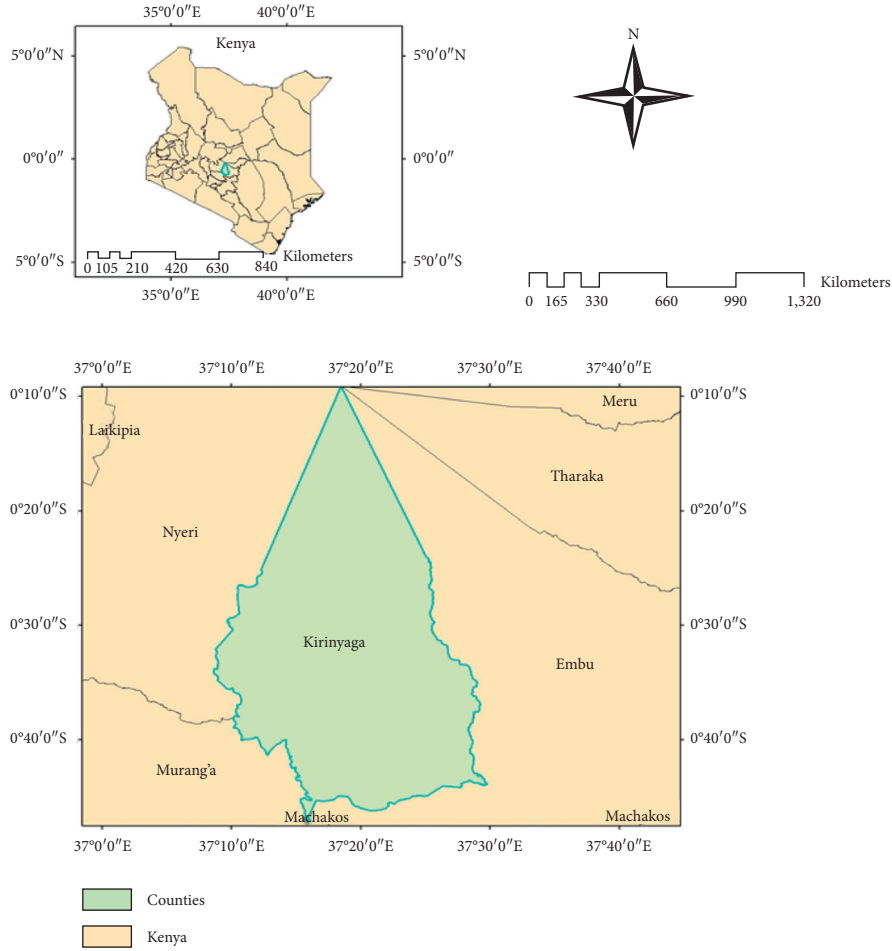 35°0′0″E 40°0′0″E
Kenya
5°0′0″N 5°0′0″N
0°0′0″ 0°0′0″
5°0′0″S 5°0′0″S
Kilometers
0 105 210 420 630 840
35°0′0″E 40°0′0″E
N
Kilometers
0 165 330 660 990 1,320
37°0′0″E 37°10′0″E 37°20′0″E 37°30′0″E 37°40′0″E
0°10′0″S 0°10′0″S
Meru
Laikipia
Tharaka
0°20′0″S 0°20′0″S
Nyeri
0°30′0″S 0°30′0″S
Kirinyaga
Embu
0°40′0″S 0°40′0″S
Murang'a
Machakos Machakos
37°0′0″E 37°10′0″E 37°20′0″E 37°30′0″E 37°40′0″E
Counties
Kenya